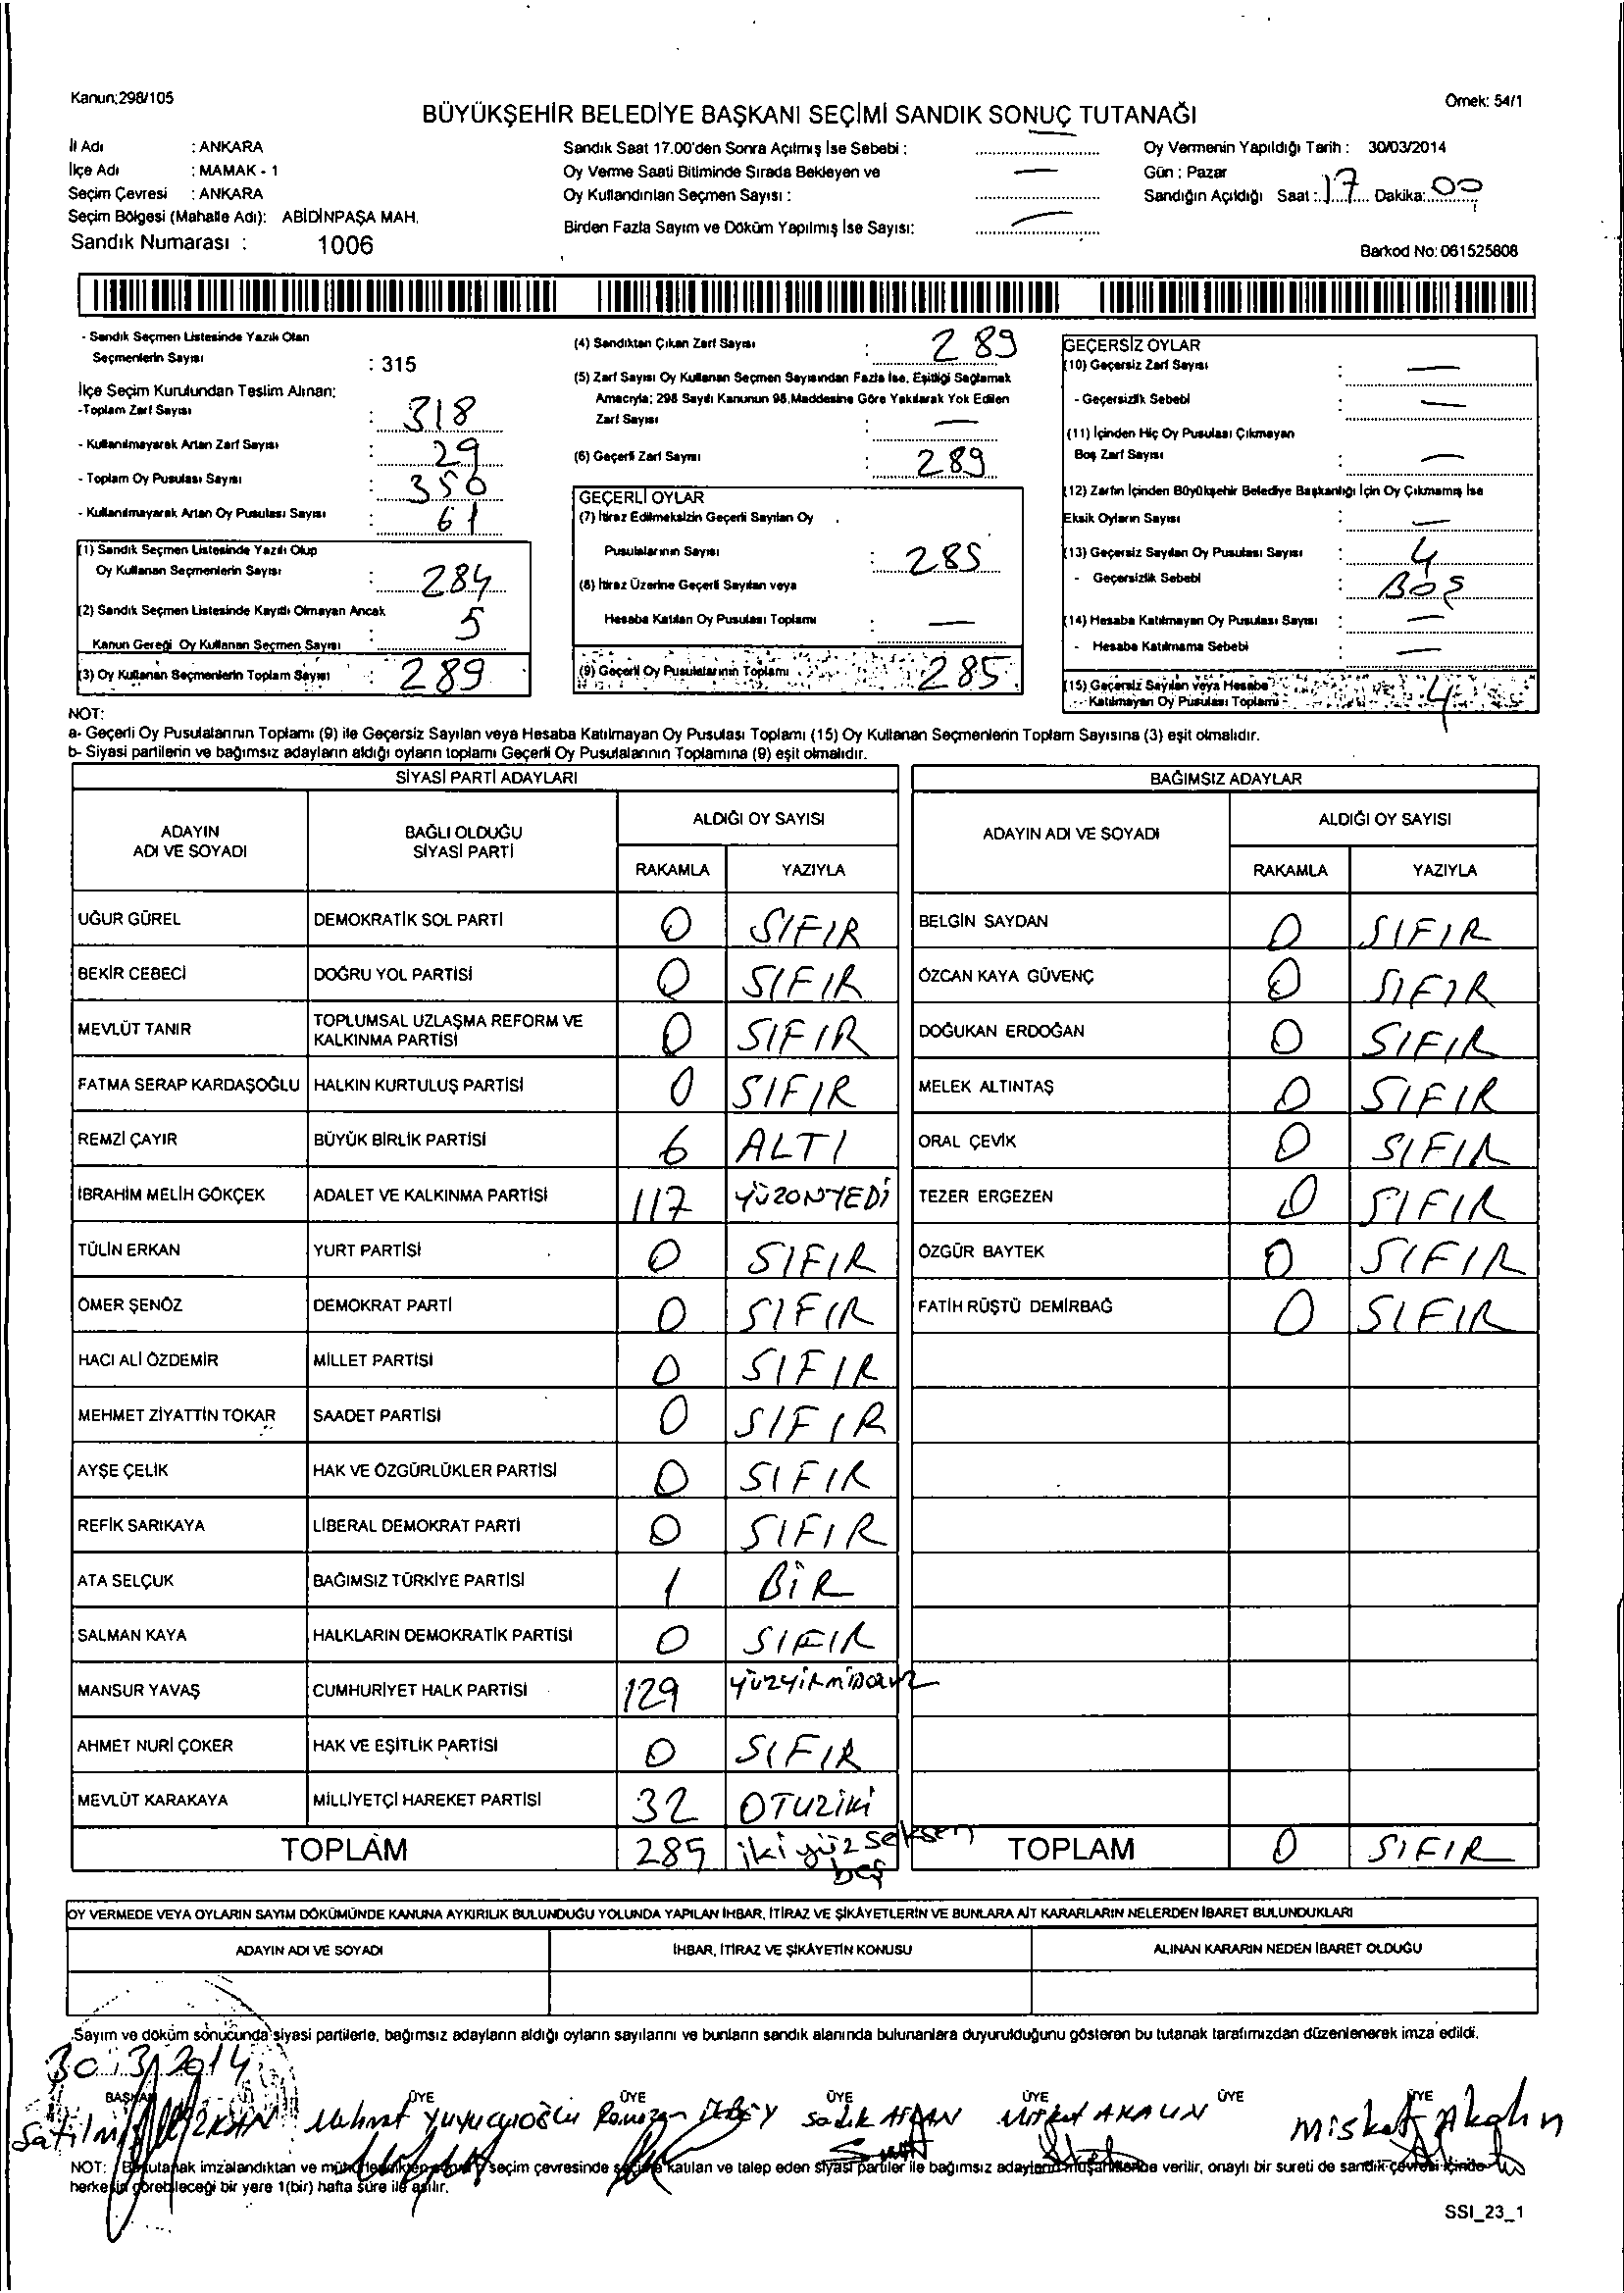 Kanun;298/105
Örnek: 54/1
BÜYÜKŞEHİR BELEDİYE BAŞKANI SEÇİMİ SANDIK SONUÇ TUTANAĞI
İl Adı : ANKARA
İlçe Adı : MAMAK - 1
Seçim Çevresi : ANKARA
Seçim Bölgesi (Mahalle Adı): ABİDİNPAŞA MAH.
Sandık Numarası : 1006
Sandık Saat 17.00'den Sonra Açılmış İse Sebebi :
Oy Verme Saati Bitiminde Sırada Bekleyen ve
Oy Kullandırılan Seçmen Sayısı : —
Birden Fazla Sayım ve Döküm Yapılmış İse Sayısı: —
Oy Vermenin Yapıldığı Tarih : 30/03/2014
Gün : Pazar
Sandığın Açıldığı Saat : 17 Dakika: 00
Barkod No: 061525808
- Sandık Seçmen Listesinde Yazılı Olan
Seçmenlerin Sayısı : 315
İlçe Seçim Kurulundan Teslim Alınan:
-Toplam Zarf Sayısı : 318
- Kullanılmayarak Artan Zarf Sayısı : 29
- Toplam Oy Pusulası Sayısı : 350
- Kullanılmayarak Artan Oy Pusulası Sayısı : 61
(1) Sandık Seçmen Listesinde Yazılı Olup
Oy Kullanan Seçmenlerin Sayısı : 284
(2) Sandık Seçmen Listesinde Kayıtlı Olmayan Ancak
Kanun Gereği Oy Kullanan Seçmen Sayısı : 5
(3) Oy Kullanan Seçmenlerin Toplam Sayısı : 289
(4) Sandıktan Çıkan Zarf Sayısı : 289
(5) Zarf Sayısı Oy Kullanan Seçmen Sayısından Fazla İse, Eşitliği Sağlamak
Amacıyla; 298 Sayılı Kanunun 98.Maddesine Göre Yakılarak Yok Edilen
Zarf Sayısı : —
(6) Geçerli Zarf Sayısı : 289
GEÇERLİ OYLAR
(7) İtiraz Edilmeksizin Geçerli Sayılan Oy
Pusulalarının Sayısı : 285
(8) İtiraz Üzerine Geçerli Sayılan veya
Hesaba Katılan Oy Pusulası Toplamı : —
(9) Geçerli Oy Pusulalarının Toplamı : 285
GEÇERSİZ OYLAR
(10) Geçersiz Zarf Sayısı : —
- Geçersizlik Sebebi : —
(11) İçinden Hiç Oy Pusulası Çıkmayan
Boş Zarf Sayısı : —
(12) Zarfın İçinden Büyükşehir Belediye Başkanlığı İçin Oy Çıkmamış İse
Eksik Oyların Sayısı : —
(13) Geçersiz Sayılan Oy Pusulası Sayısı : 4
- Geçersizlik Sebebi : BOŞ
(14) Hesaba Katılmayan Oy Pusulası Sayısı : —
- Hesaba Katılmama Sebebi : —
(15) Geçersiz Sayılan veya Hesaba
Katılmayan Oy Pusulası Toplamı : 4
NOT:
a- Geçerli Oy Pusulalarının Toplamı (9) ile Geçersiz Sayılan veya Hesaba Katılmayan Oy Pusulası Toplamı (15) Oy Kullanan Seçmenlerin Toplam Sayısına (3) eşit olmalıdır.
b- Siyasi partilerin ve bağımsız adayların aldığı oyların toplamı Geçerli Oy Pusulalarının Toplamına (9) eşit olmalıdır.
SİYASİ PARTİ ADAYLARI
ADAYIN ADI VE SOYADI BAĞLI OLDUĞU SİYASİ PARTİ ALDIĞI OY SAYISI
RAKAMLA YAZIYLA
UĞUR GÜREL DEMOKRATİK SOL PARTİ 0 SIFIR
BEKİR CEBECİ DOĞRU YOL PARTİSİ 0 SIFIR
MEVLÜT TANIR TOPLUMSAL UZLAŞMA REFORM VE KALKINMA PARTİSİ 0 SIFIR
FATMA SERAP KARDAŞOĞLU HALKIN KURTULUŞ PARTİSİ 0 SIFIR
REMZİ ÇAYIR BÜYÜK BİRLİK PARTİSİ 6 ALTI
İBRAHİM MELİH GÖKÇEK ADALET VE KALKINMA PARTİSİ 117 YÜZONYEDİ
TÜLİN ERKAN YURT PARTİSİ 0 SIFIR
ÖMER ŞENÖZ DEMOKRAT PARTİ 0 SIFIR
HACI ALİ ÖZDEMİR MİLLET PARTİSİ 0 SIFIR
MEHMET ZİYATTİN TOKAR SAADET PARTİSİ 0 SIFIR
AYŞE ÇELİK HAK VE ÖZGÜRLÜKLER PARTİSİ 0 SIFIR
REFİK SARIKAYA LİBERAL DEMOKRAT PARTİ 0 SIFIR
ATA SELÇUK BAĞIMSIZ TÜRKİYE PARTİSİ 1 BİR
SALMAN KAYA HALKLARIN DEMOKRATİK PARTİSİ 0 SIFIR
MANSUR YAVAŞ CUMHURİYET HALK PARTİSİ 129 YÜZYİRMİDOKUZ
AHMET NURİ ÇOKER HAK VE EŞİTLİK PARTİSİ 0 SIFIR
MEVLÜT KARAKAYA MİLLİYETÇİ HAREKET PARTİSİ 32 OTUZİKİ
TOPLAM 285 iki yüz seksen beş
BAĞIMSIZ ADAYLAR
ADAYIN ADI VE SOYADI ALDIĞI OY SAYISI
RAKAMLA YAZIYLA
BELGİN SAYDAN 0 SIFIR
ÖZCAN KAYA GÜVENÇ 0 SIFIR
DOĞUKAN ERDOĞAN 0 SIFIR
MELEK ALTINTAŞ 0 SIFIR
ORAL ÇEVİK 0 SIFIR
TEZER ERGEZEN 0 SIFIR
ÖZGÜR BAYTEK 0 SIFIR
FATİH RÜŞTÜ DEMİRBAĞ 0 SIFIR
TOPLAM 0 SIFIR
OY VERMEDE VEYA OYLARIN SAYIM DÖKÜMÜNDE KANUNA AYKIRILIK BULUNDUĞU YOLUNDA YAPILAN İHBAR, İTİRAZ VE ŞİKÂYETLERİN VE BUNLARA AİT KARARLARIN NELERDEN İBARET BULUNDUKLARI
ADAYIN ADI VE SOYADI İHBAR, İTİRAZ VE ŞİKÂYETİN KONUSU ALINAN KARARIN NEDEN İBARET OLDUĞU
Sayım ve döküm sonucunda siyasi partilerle, bağımsız adayların aldığı oyların sayılarını ve bunların sandık alanında bulunanlara duyurulduğunu gösteren bu tutanak tarafımızdan düzenlenerek imza edildi.
30.3.2014
BAŞKAN ÜYE ÜYE ÜYE ÜYE ÜYE ÜYE
Misket Akalın
NOT: Bu tutanak imzalandıktan ve seçim çevresinde seçime katılan ve talep eden siyasi partiler ile bağımsız adayların müşahitlerine verilir, onaylı bir sureti de sandık çevresi içinde
herkesin görebileceği bir yere 1(bir) hafta süre ile asılır.
SSI_23_1